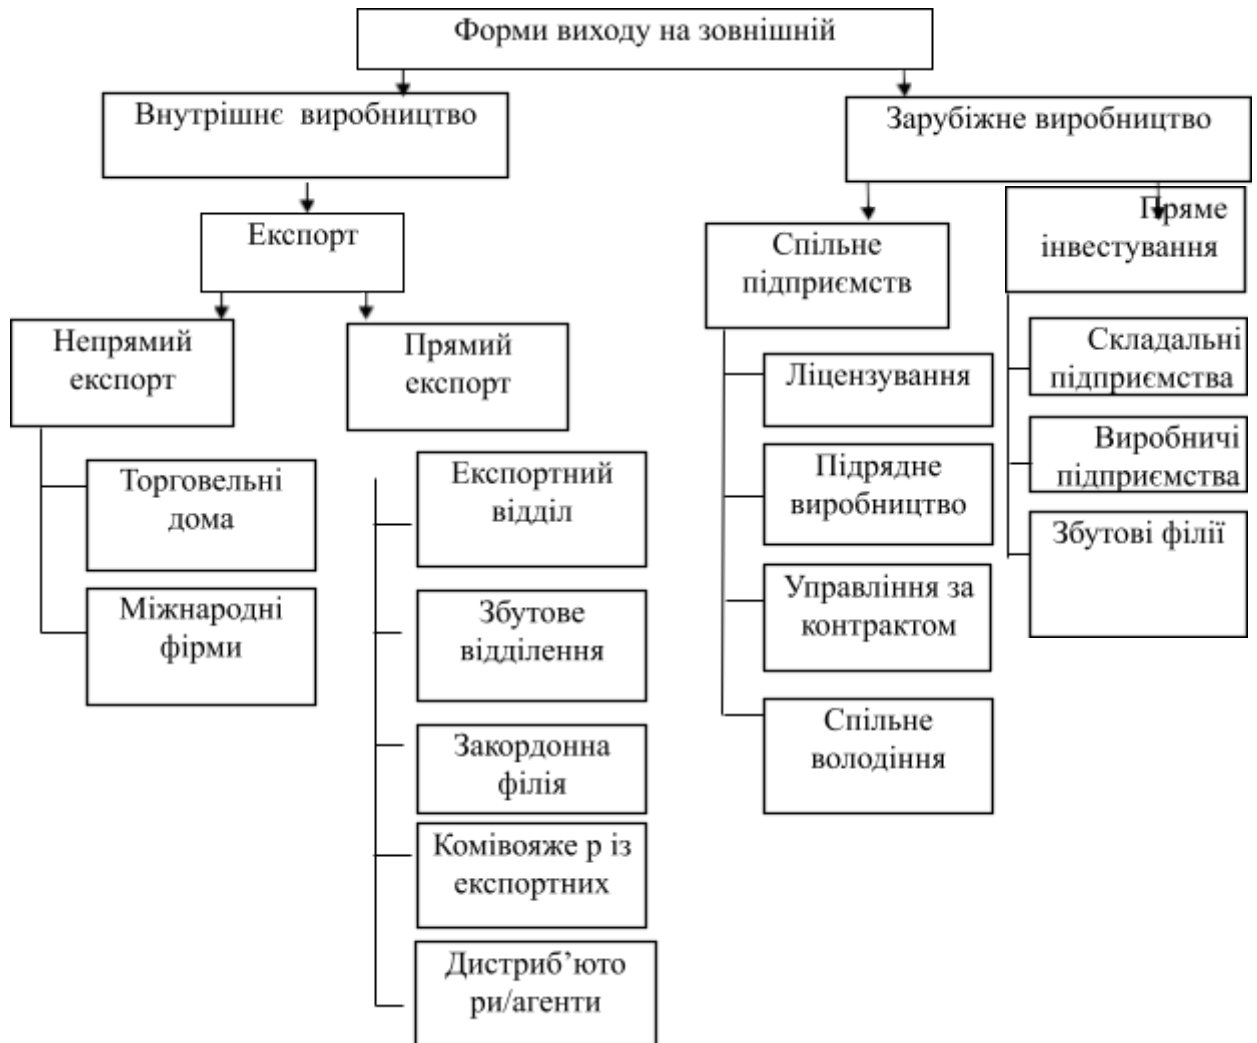 Форми виходу на зовнішній
Внутрішнє виробництво
Зарубіжне виробництво
Експорт
Непрямий
експорт
Прямий
експорт
Торговельні
дома
Міжнародні
фірми
Експортний
відділ
Збутове
відділення
Закордонна
філія
Комівояже р із
експортних
Дистриб’юто
ри/агенти
Спільне
підприємств
Ліцензування
Підрядне
виробництво
Управління за
контрактом
Спільне
володіння
Пряме
інвестування
Складальні
підприємства
Виробничі
підприємства
Збутові філії